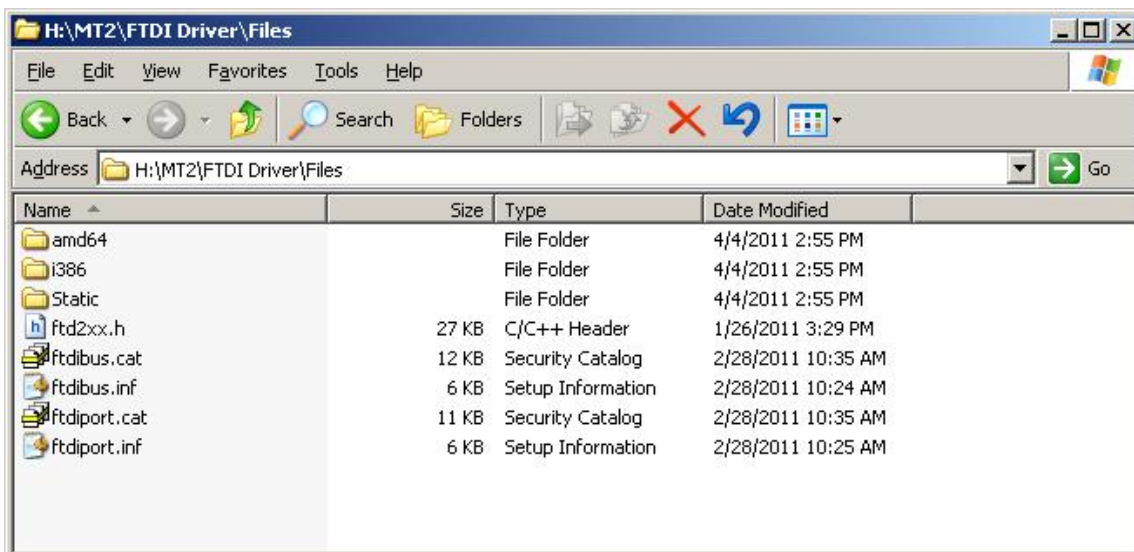 H:\MT2\FTDI Driver\Files
File Edit View Favorites Tools Help
Back Search Folders
Address H:\MT2\FTDI Driver\Files Go
Name Size Type Date Modified
amd64 File Folder 4/4/2011 2:55 PM
i386 File Folder 4/4/2011 2:55 PM
Static File Folder 4/4/2011 2:55 PM
ftd2xx.h 27 KB C/C++ Header 1/26/2011 3:29 PM
ftdibus.cat 12 KB Security Catalog 2/28/2011 10:35 AM
ftdibus.inf 6 KB Setup Information 2/28/2011 10:24 AM
ftdiport.cat 11 KB Security Catalog 2/28/2011 10:35 AM
ftdiport.inf 6 KB Setup Information 2/28/2011 10:25 AM